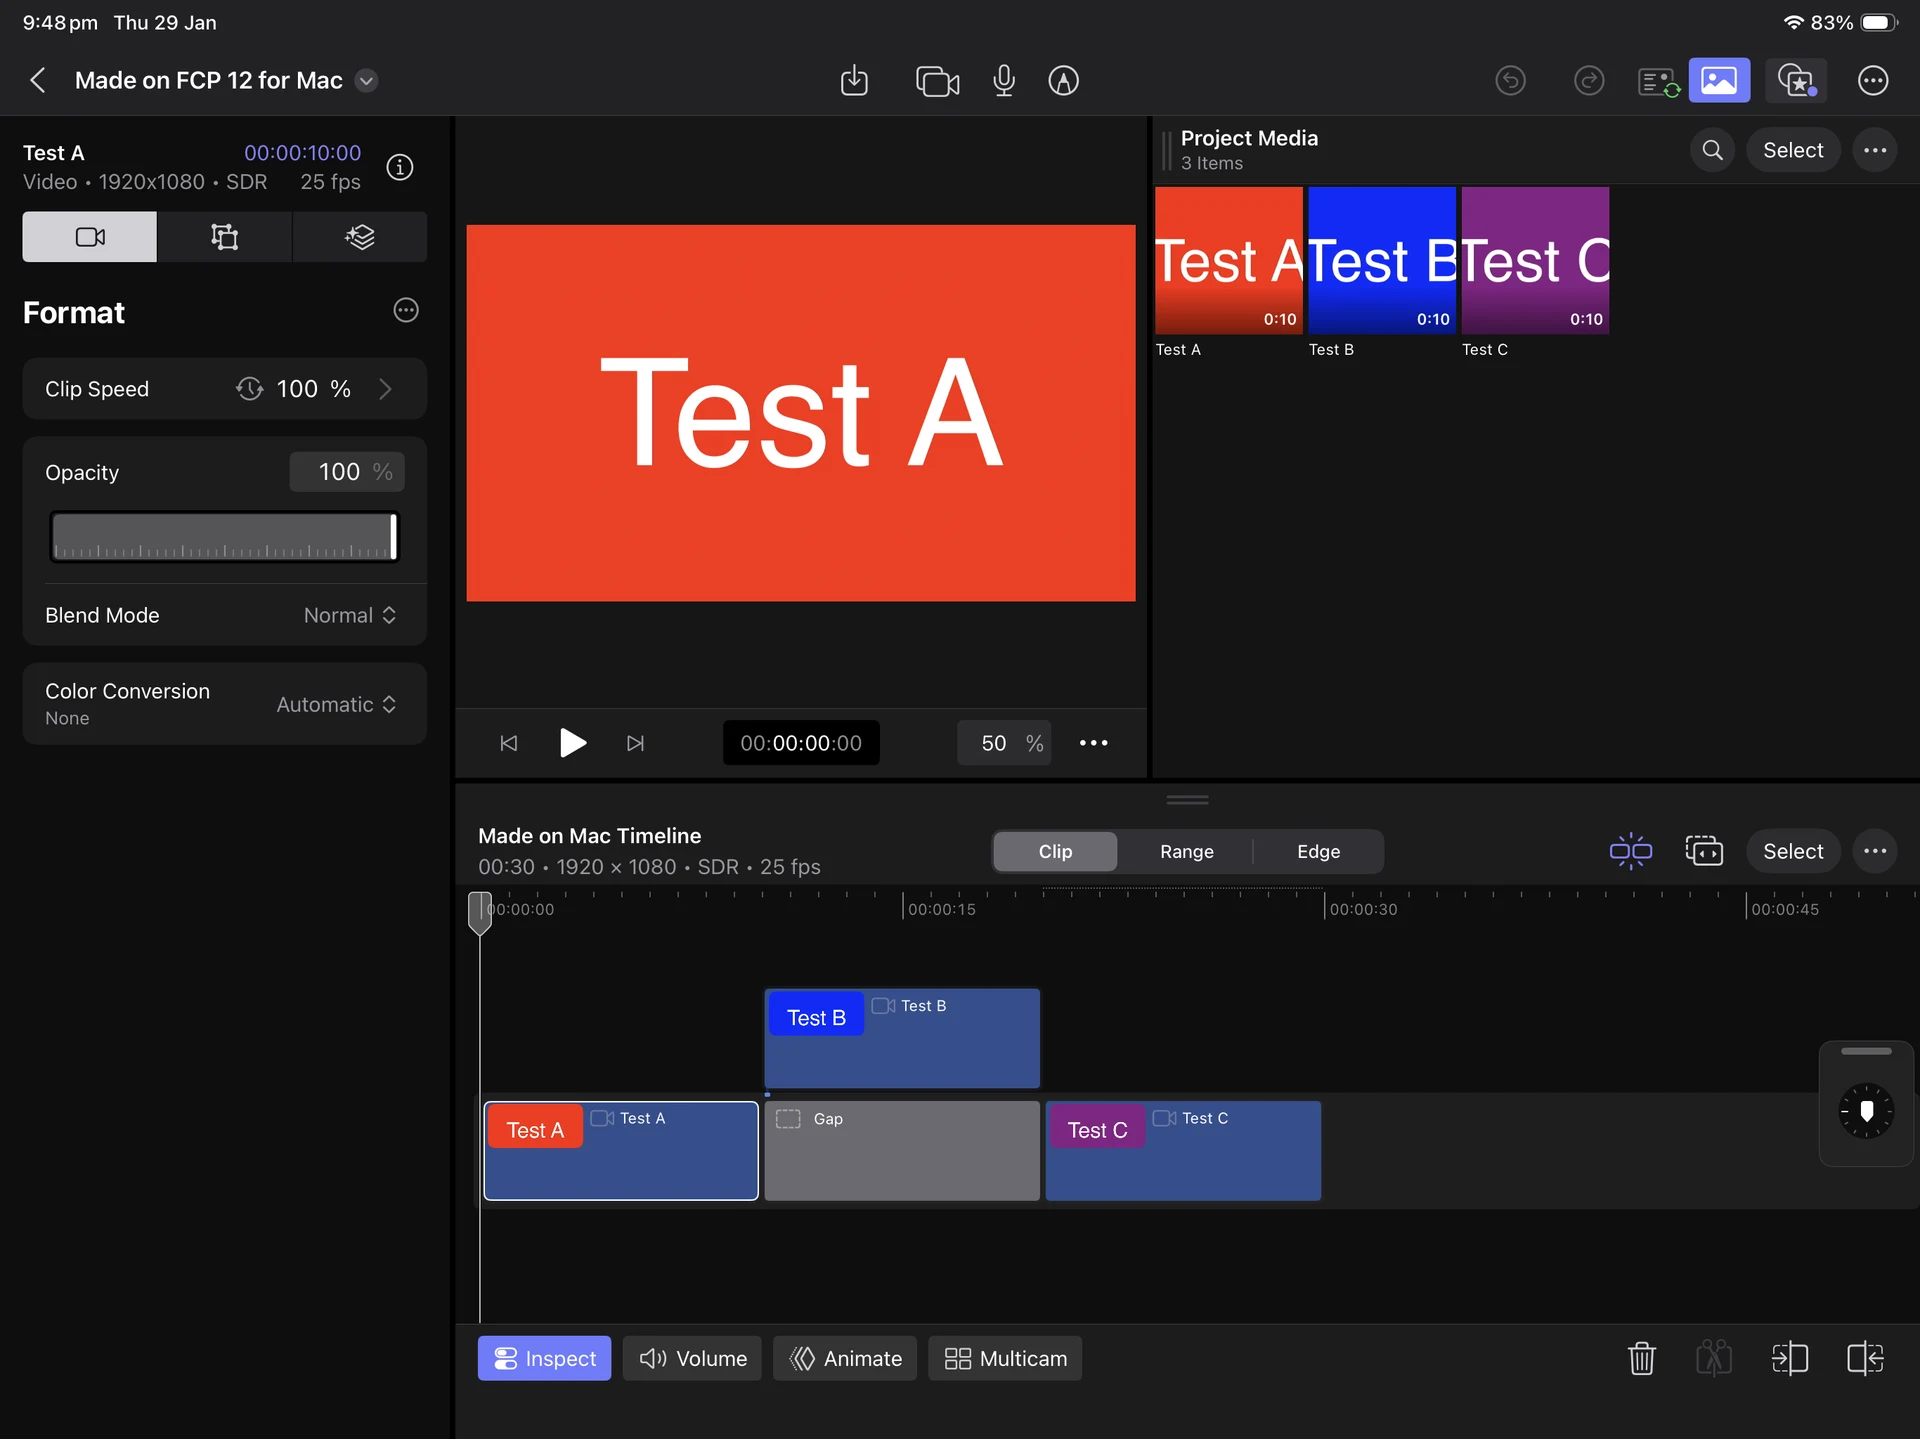 9:48 pm Thu 29 Jan
83%
Made on FCP 12 for Mac
Test A 00:00:10:00
Video • 1920x1080 • SDR 25 fps
Format
Clip Speed 100 %
Opacity 100 %
Blend Mode Normal
Color Conversion Automatic
None
Test A
00:00:00:00 50 %
Project Media
3 Items
Select
Test A Test B Test C
0:10 0:10 0:10
Test A Test B Test C
Made on Mac Timeline
00:30 • 1920 × 1080 • SDR • 25 fps
Clip Range Edge
Select
00:00:00 00:00:15 00:00:30 00:00:45
Test B Test B
Test A Test A Gap Test C Test C
Inspect Volume Animate Multicam